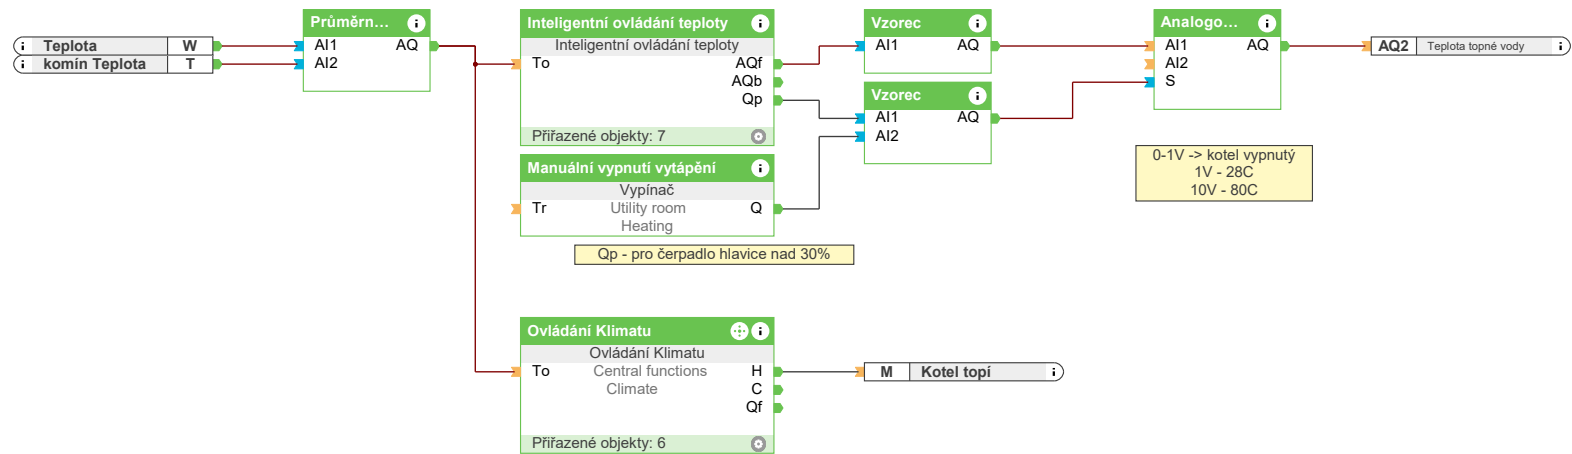 Teplota W
komín Teplota T
Průměrn...
AI1 AQ
AI2
Inteligentní ovládání teploty
Inteligentní ovládání teploty
To AQf
AQb
Qp
Přiřazené objekty: 7
Manuální vypnutí vytápění
Vypínač
Tr Utility room Q
Heating
Qp - pro čerpadlo hlavice nad 30%
Vzorec
AI1 AQ
Vzorec
AI1 AQ
AI2
Analogo...
AI1 AQ
AI2
S
AQ2 Teplota topné vody
0-1V -> kotel vypnutý
1V - 28C
10V - 80C
Ovládání Klimatu
Ovládání Klimatu
To Central functions H
Climate C
Qf
Přiřazené objekty: 6
M Kotel topí